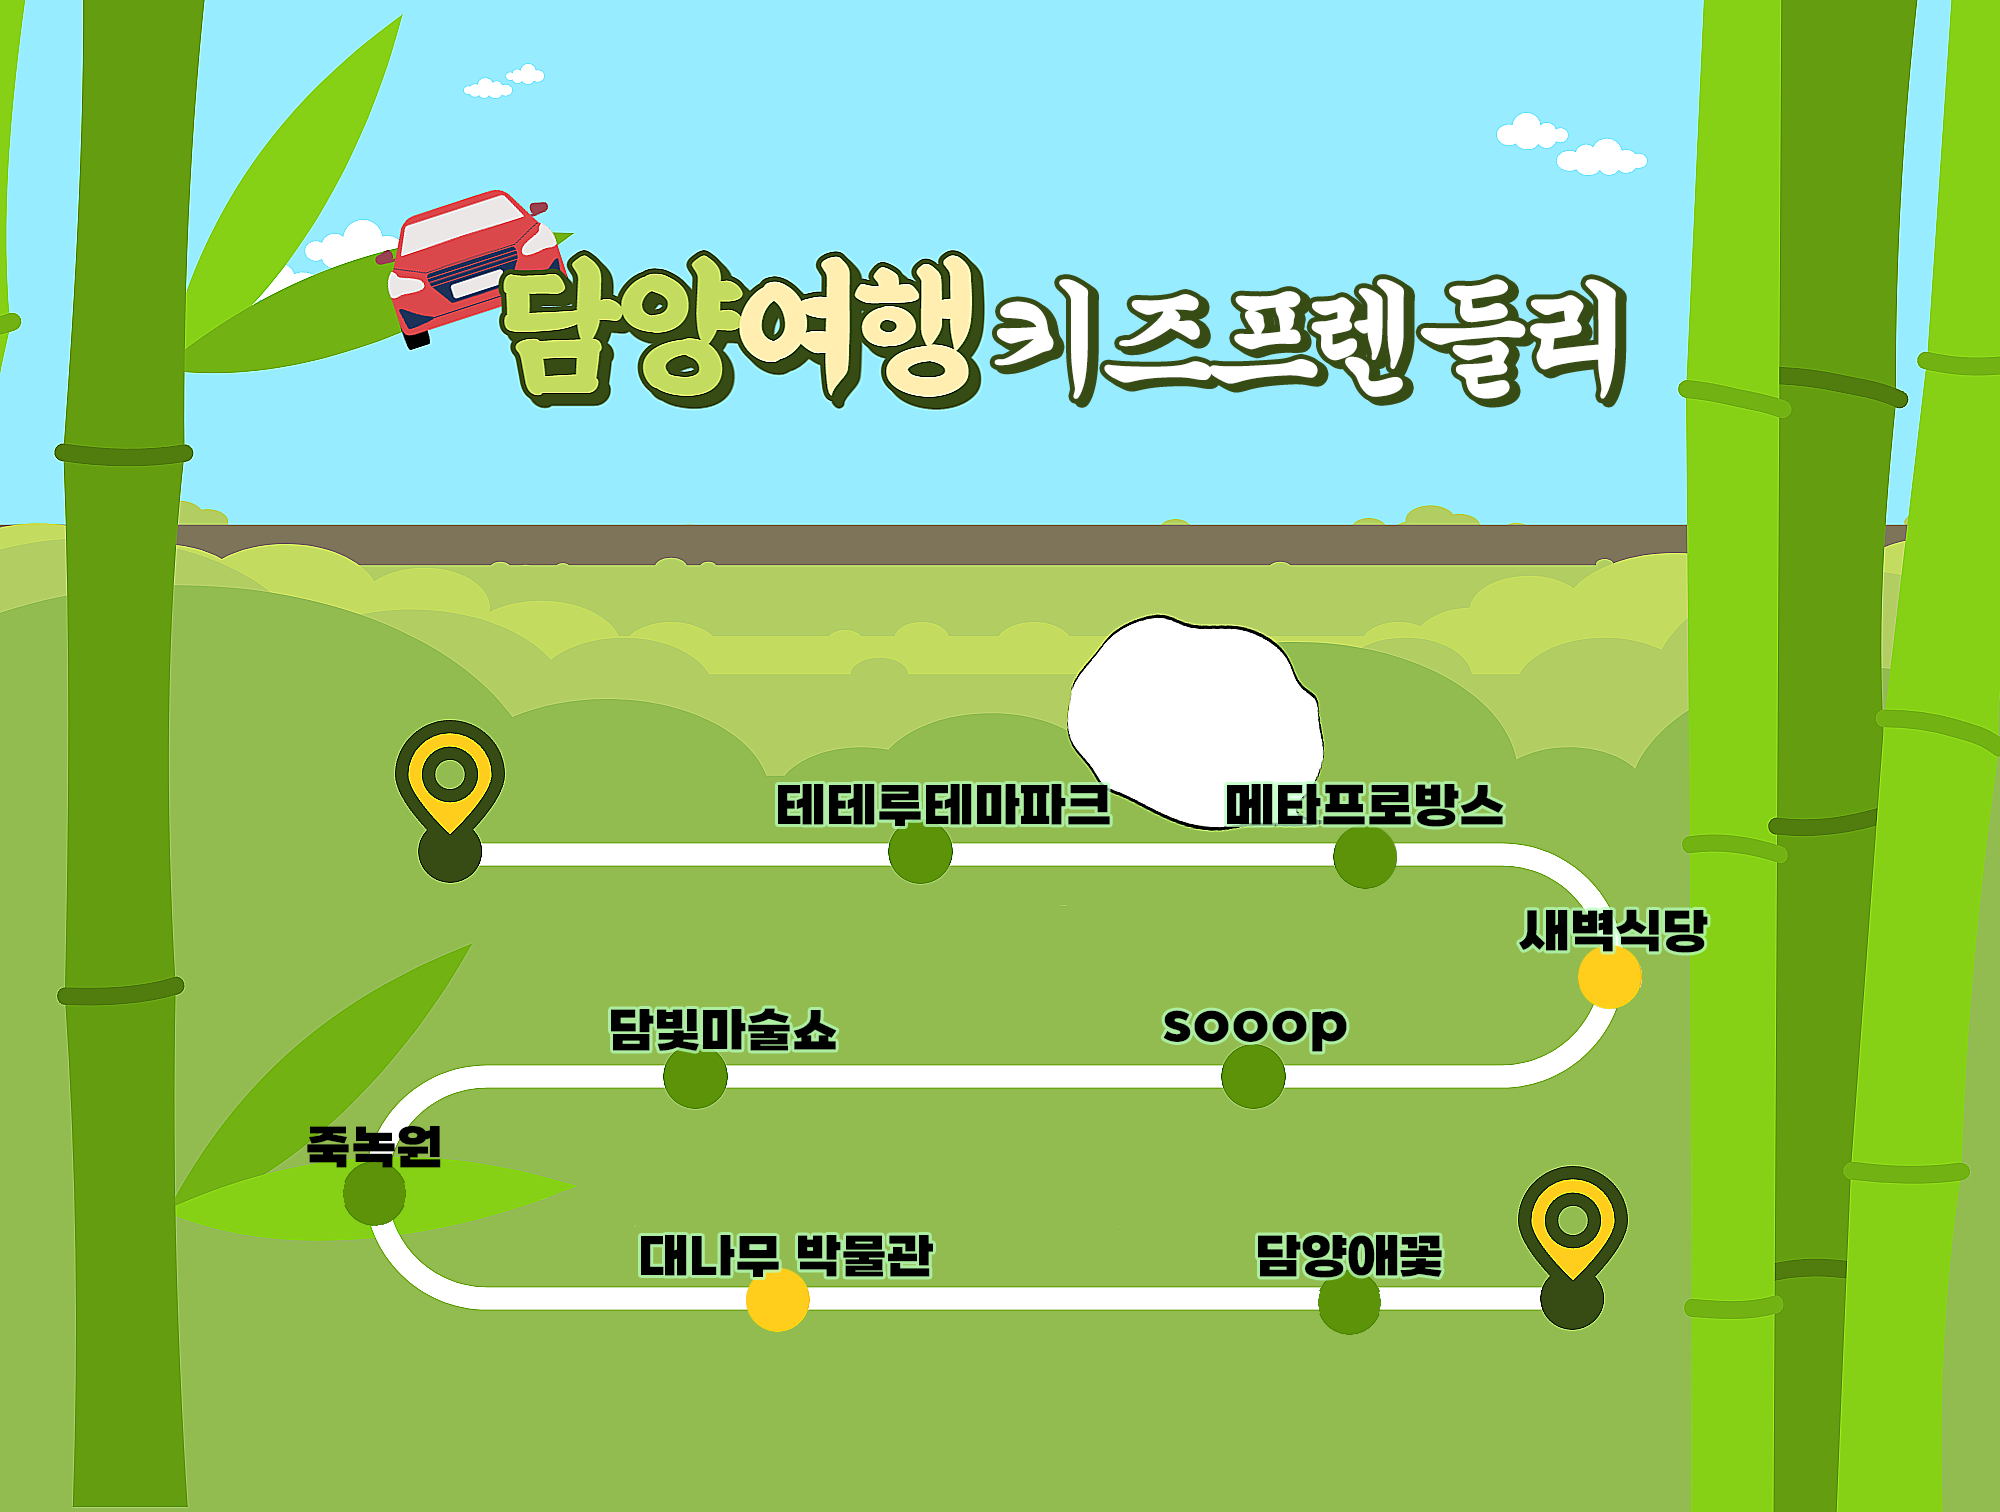 담양여행 키즈프렌들리
테테루테마파크 메타프로방스
새벽식당
담빛마술쇼 sooop
죽녹원
대나무 박물관 담양애꽃